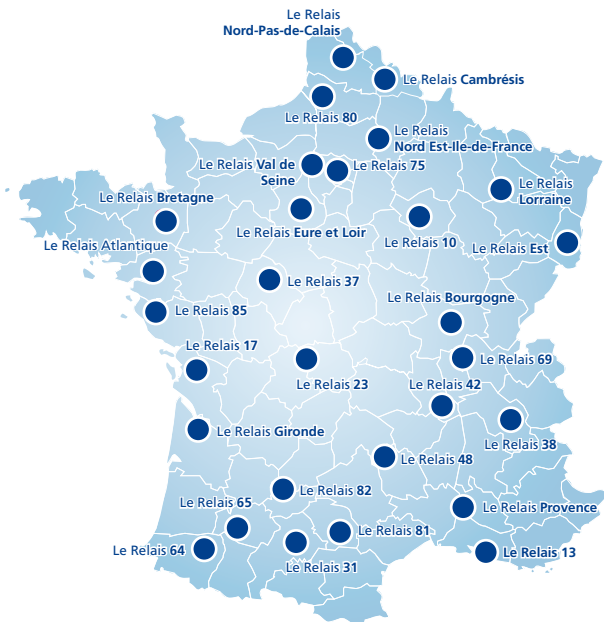 Le Relais
Nord-Pas-de-Calais
Le Relais Cambrésis
Le Relais 80
Le Relais
Nord Est-Ile-de-France
Le Relais Val de
Seine
Le Relais 75
Le Relais
Lorraine
Le Relais Bretagne
Le Relais Eure et Loir
Le Relais 10
Le Relais Est
Le Relais Atlantique
Le Relais 37
Le Relais Bourgogne
Le Relais 85
Le Relais 17
Le Relais 69
Le Relais 23
Le Relais 42
Le Relais Gironde
Le Relais 38
Le Relais 48
Le Relais 82
Le Relais 65
Le Relais Provence
Le Relais 81
Le Relais 64
Le Relais 13
Le Relais 31